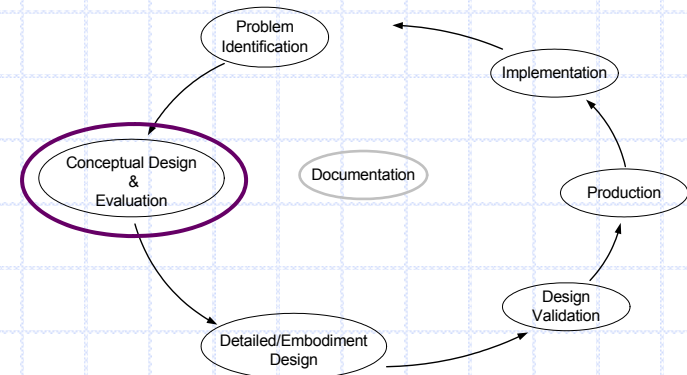 Problem
Identification
Implementation
Conceptual Design
&
Evaluation
Documentation
Production
Design
Validation
Detailed/Embodiment
Design